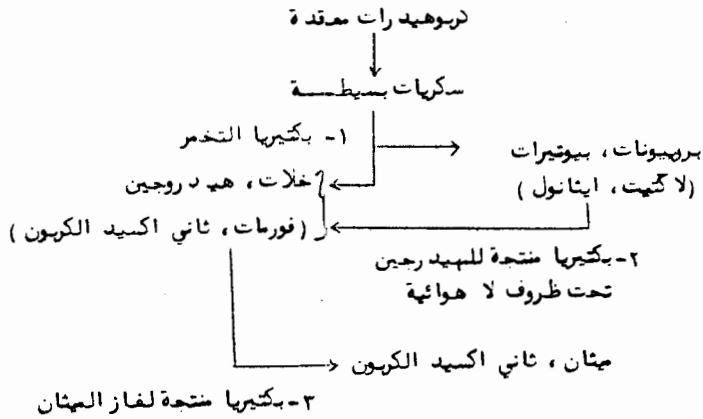 كربوهيدرات معقدة
سكريات بسيطة
١- بكتيريا التخمر
بروبيونات، بيوتيرات
(لاكتيت، ايثانول)
خلات، هيدروجين
(فورمات، ثاني اكسيد الكربون)
٢- بكتيريا منتجة للهيدرجين
تحت ظروف لا هوائية
ميثان، ثاني اكسيد الكربون
٣- بكتيريا منتجة لغاز الميثان